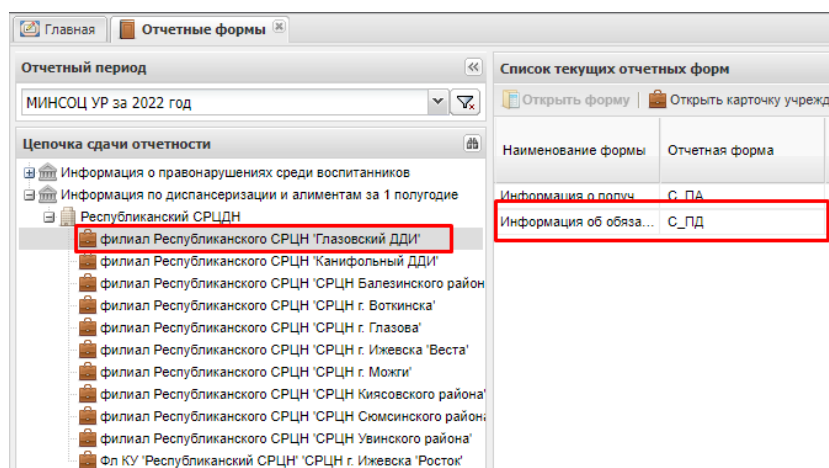 Главная
Отчетные формы
Отчетный период
МИНСОЦ УР за 2022 год
Цепочка сдачи отчетности
Информация о правонарушениях среди воспитанников
Информация по диспансеризации и алиментам за 1 полугодие
Республиканский СРЦДН
филиал Республиканского СРЦН 'Глазовский ДДИ'
филиал Республиканского СРЦН 'Канифольный ДДИ'
филиал Республиканского СРЦН 'СРЦН Балезинского район
филиал Республиканского СРЦН 'СРЦН г. Воткинска'
филиал Республиканского СРЦН 'СРЦН г. Глазова'
филиал Республиканского СРЦН 'СРЦН г. Ижевска 'Веста'
филиал Республиканского СРЦН 'СРЦН г. Можги'
филиал Республиканского СРЦН 'СРЦН Киясовского района'
филиал Республиканского СРЦН 'СРЦН Сюмсинского район
филиал Республиканского СРЦН 'СРЦН Увинского района'
Фл КУ 'Республиканский СРЦН' 'СРЦН г. Ижевска 'Росток'
Список текущих отчетных форм
Открыть форму
Открыть карточку учрежд
Наименование формы
Отчетная форма
Информация о получ... С_ПА
Информация об обяза... С_ПД